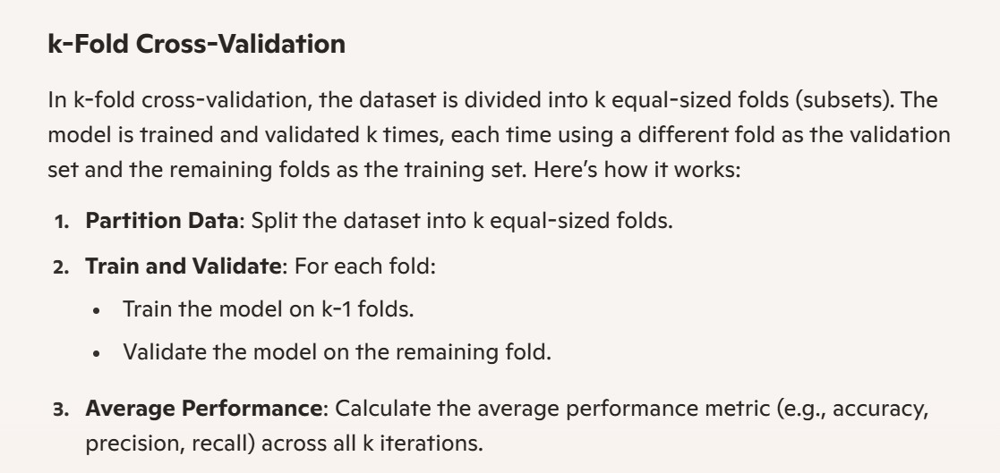 k-Fold Cross-Validation
In k-fold cross-validation, the dataset is divided into k equal-sized folds (subsets). The
model is trained and validated k times, each time using a different fold as the validation
set and the remaining folds as the training set. Here’s how it works:
1. Partition Data: Split the dataset into k equal-sized folds.
2. Train and Validate: For each fold:
• Train the model on k-1 folds.
• Validate the model on the remaining fold.
3. Average Performance: Calculate the average performance metric (e.g., accuracy,
precision, recall) across all k iterations.